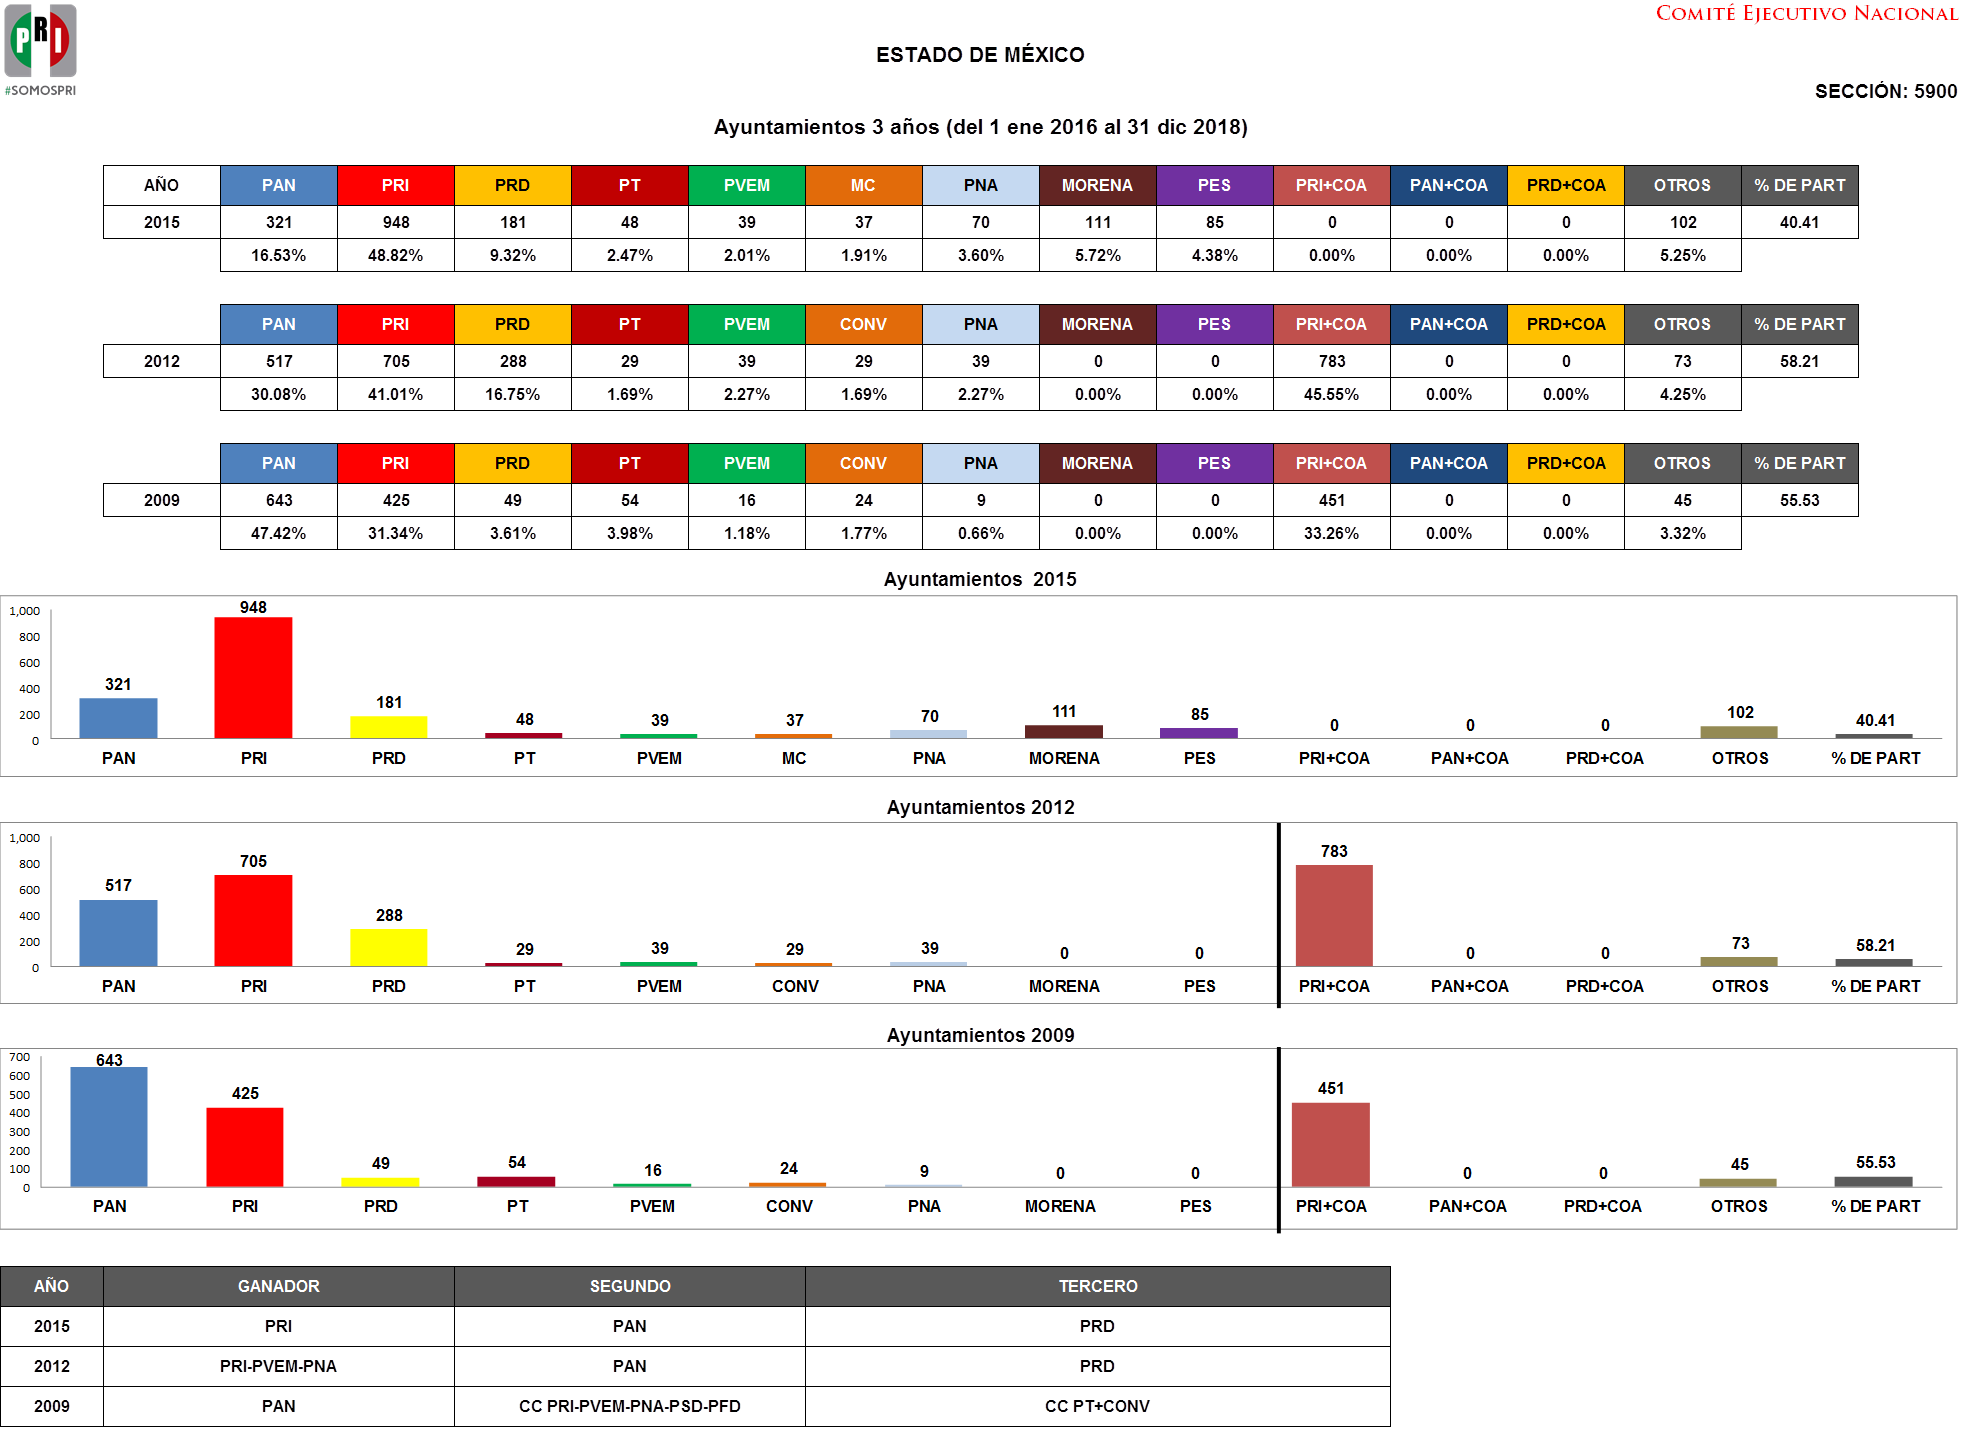 PRI
#SOMOSPRI
COMITÉ EJECUTIVO NACIONAL
ESTADO DE MÉXICO
SECCIÓN: 5900
Ayuntamientos 3 años (del 1 ene 2016 al 31 dic 2018)
AÑO PAN PRI PRD PT PVEM MC PNA MORENA PES PRI+COA PAN+COA PRD+COA OTROS % DE PART
2015 321 948 181 48 39 37 70 111 85 0 0 0 102 40.41
16.53% 48.82% 9.32% 2.47% 2.01% 1.91% 3.60% 5.72% 4.38% 0.00% 0.00% 0.00% 5.25%
PAN PRI PRD PT PVEM CONV PNA MORENA PES PRI+COA PAN+COA PRD+COA OTROS % DE PART
2012 517 705 288 29 39 29 39 0 0 783 0 0 73 58.21
30.08% 41.01% 16.75% 1.69% 2.27% 1.69% 2.27% 0.00% 0.00% 45.55% 0.00% 0.00% 4.25%
PAN PRI PRD PT PVEM CONV PNA MORENA PES PRI+COA PAN+COA PRD+COA OTROS % DE PART
2009 643 425 49 54 16 24 9 0 0 451 0 0 45 55.53
47.42% 31.34% 3.61% 3.98% 1.18% 1.77% 0.66% 0.00% 0.00% 33.26% 0.00% 0.00% 3.32%
Ayuntamientos 2015
1,000
800
600
400
200
0
321 948 181 48 39 37 70 111 85 0 0 0 102 40.41
PAN PRI PRD PT PVEM MC PNA MORENA PES PRI+COA PAN+COA PRD+COA OTROS % DE PART
Ayuntamientos 2012
1,000
800
600
400
200
0
517 705 288 29 39 29 39 0 0 783 0 0 73 58.21
PAN PRI PRD PT PVEM CONV PNA MORENA PES PRI+COA PAN+COA PRD+COA OTROS % DE PART
Ayuntamientos 2009
700
600
500
400
300
200
100
0
643 425 49 54 16 24 9 0 0 451 0 0 45 55.53
PAN PRI PRD PT PVEM CONV PNA MORENA PES PRI+COA PAN+COA PRD+COA OTROS % DE PART
AÑO GANADOR SEGUNDO TERCERO
2015 PRI PAN PRD
2012 PRI-PVEM-PNA PAN PRD
2009 PAN CC PRI-PVEM-PNA-PSD-PFD CC PT+CONV